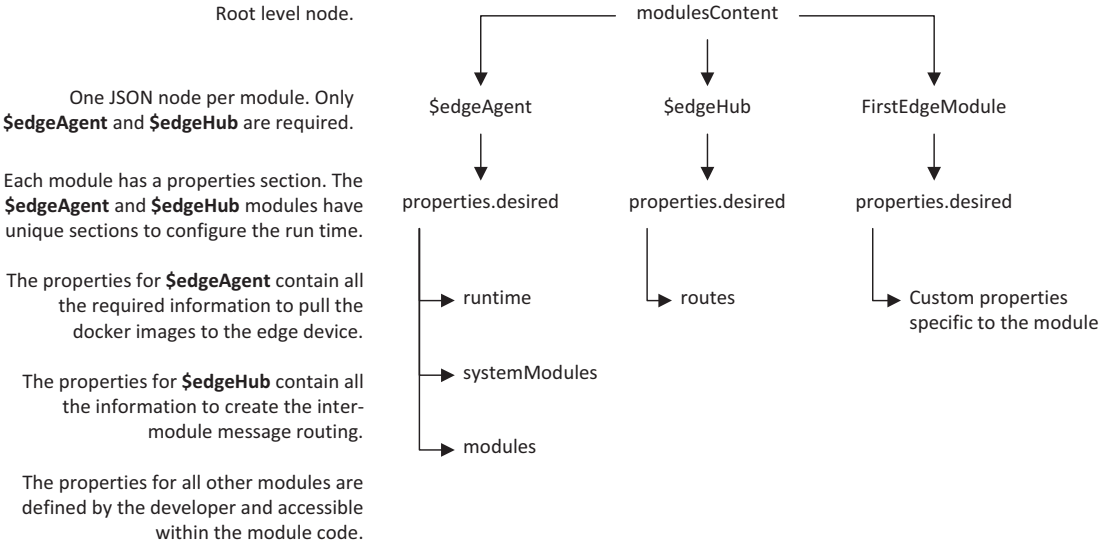 Root level node.
modulesContent
One JSON node per module. Only
$edgeAgent and $edgeHub are required.
$edgeAgent
$edgeHub
FirstEdgeModule
Each module has a properties section. The
$edgeAgent and $edgeHub modules have
unique sections to configure the run time.
properties.desired
properties.desired
properties.desired
The properties for $edgeAgent contain all
the required information to pull the
docker images to the edge device.
runtime
routes
Custom properties
specific to the module
The properties for $edgeHub contain all
the information to create the inter-
module message routing.
systemModules
modules
The properties for all other modules are
defined by the developer and accessible
within the module code.